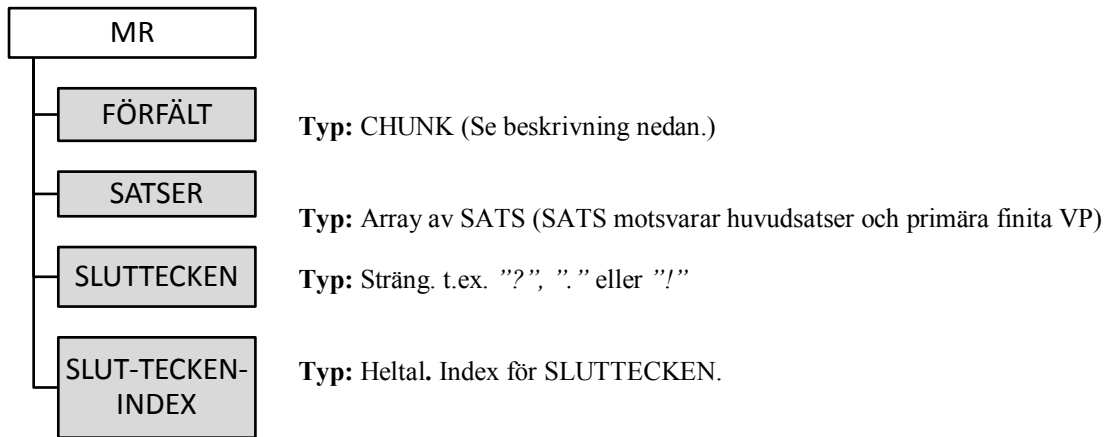 MR
FÖRFÄLT
Typ: CHUNK (Se beskrivning nedan.)
SATSER
Typ: Array av SATS (SATS motsvarar huvudsatser och primära finita VP)
SLUTTECKEN
Typ: Sträng. t.ex. ”?”, ”.” eller ”!”
SLUT-TECKEN-
INDEX
Typ: Heltal. Index för SLUTTECKEN.